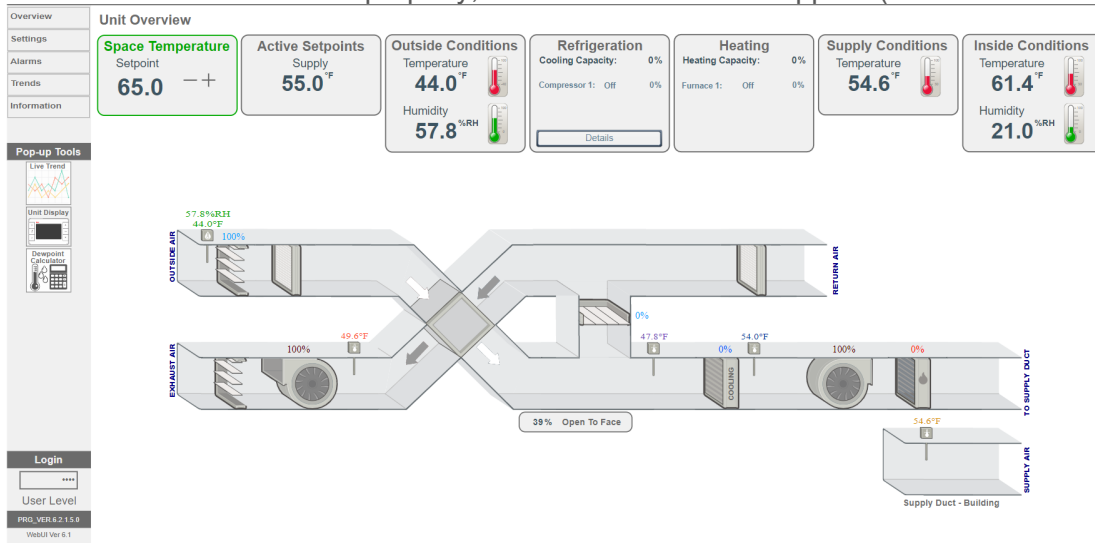 Overview
Settings
Alarms
Trends
Information
Pop-up Tools
Live Trend
Unit Display
Dewpoint
Calculator
Login
••••
User Level
PRG_VER.6.2.1.5.0
WebUI Ver 6.1
Unit Overview
Space Temperature
Setpoint
65.0 −+
Active Setpoints
Supply
55.0 °F
Outside Conditions
Temperature
44.0 °F
Humidity
57.8 %RH
Refrigeration
Cooling Capacity: 0%
Compressor 1: Off 0%
Details
Heating
Heating Capacity: 0%
Furnace 1: Off 0%
Supply Conditions
Temperature
54.6 °F
Inside Conditions
Temperature
61.4 °F
Humidity
21.0 %RH
57.8%RH
44.0°F
100%
OUTSIDE AIR
RETURN AIR
0%
49.6°F
100%
EXHAUST AIR
47.8°F
0%
54.0°F
100%
0%
COOLING
TO SUPPLY DUCT
39% Open To Face
54.6°F
SUPPLY AIR
Supply Duct - Building